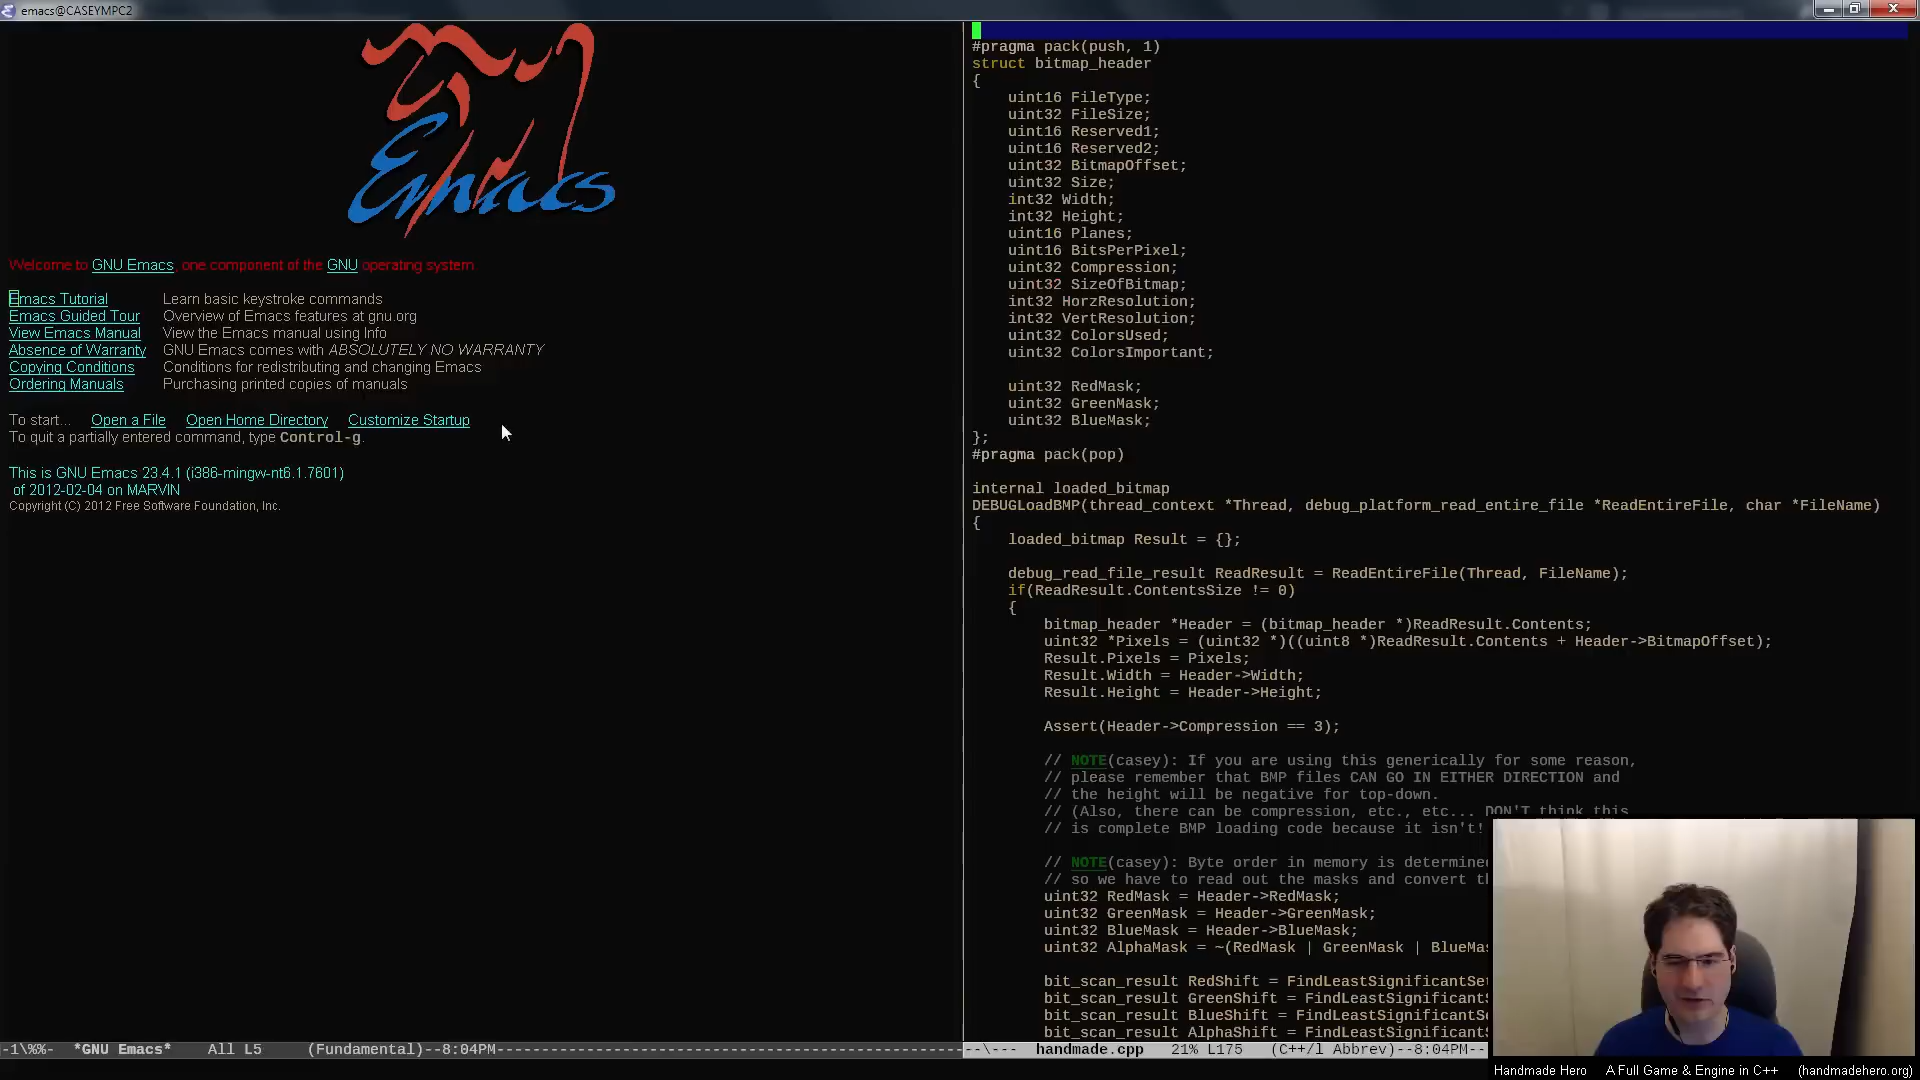 emacs@CASEYMPC2
Emacs
Welcome to GNU Emacs, one component of the GNU operating system.
Emacs Tutorial Learn basic keystroke commands
Emacs Guided Tour Overview of Emacs features at gnu.org
View Emacs Manual View the Emacs manual using Info
Absence of Warranty GNU Emacs comes with ABSOLUTELY NO WARRANTY
Copying Conditions Conditions for redistributing and changing Emacs
Ordering Manuals Purchasing printed copies of manuals
To start... Open a File Open Home Directory Customize Startup
To quit a partially entered command, type Control-g.
This is GNU Emacs 23.4.1 (i386-mingw-nt6.1.7601)
of 2012-02-04 on MARVIN
Copyright (C) 2012 Free Software Foundation, Inc.
-1\%%- *GNU Emacs* All L5 (Fundamental)--8:04PM
#pragma pack(push, 1)
struct bitmap_header
{
uint16 FileType;
uint32 FileSize;
uint16 Reserved1;
uint16 Reserved2;
uint32 BitmapOffset;
uint32 Size;
int32 Width;
int32 Height;
uint16 Planes;
uint16 BitsPerPixel;
uint32 Compression;
uint32 SizeOfBitmap;
int32 HorzResolution;
int32 VertResolution;
uint32 ColorsUsed;
uint32 ColorsImportant;
uint32 RedMask;
uint32 GreenMask;
uint32 BlueMask;
};
#pragma pack(pop)
internal loaded_bitmap
DEBUGLoadBMP(thread_context *Thread, debug_platform_read_entire_file *ReadEntireFile, char *FileName)
{
loaded_bitmap Result = {};
debug_read_file_result ReadResult = ReadEntireFile(Thread, FileName);
if(ReadResult.ContentsSize != 0)
{
bitmap_header *Header = (bitmap_header *)ReadResult.Contents;
uint32 *Pixels = (uint32 *)((uint8 *)ReadResult.Contents + Header->BitmapOffset);
Result.Pixels = Pixels;
Result.Width = Header->Width;
Result.Height = Header->Height;
Assert(Header->Compression == 3);
// NOTE(casey): If you are using this generically for some reason,
// please remember that BMP files CAN GO IN EITHER DIRECTION and
// the height will be negative for top-down.
// (Also, there can be compression, etc., etc... DON'T think this
// is complete BMP loading code because it isn't!
// NOTE(casey): Byte order in memory is determined
// so we have to read out the masks and convert th
uint32 RedMask = Header->RedMask;
uint32 GreenMask = Header->GreenMask;
uint32 BlueMask = Header->BlueMask;
uint32 AlphaMask = ~(RedMask | GreenMask | BlueMas
bit_scan_result RedShift = FindLeastSignificantSe
bit_scan_result GreenShift = FindLeastSignificantS
bit_scan_result BlueShift = FindLeastSignificantSe
bit_scan_result AlphaShift = FindLeastSignificantS
--\--- handmade.cpp 21% L175 (C++/l Abbrev)--8:04PM
Handmade Hero A Full Game & Engine in C++ (handmadehero.org)